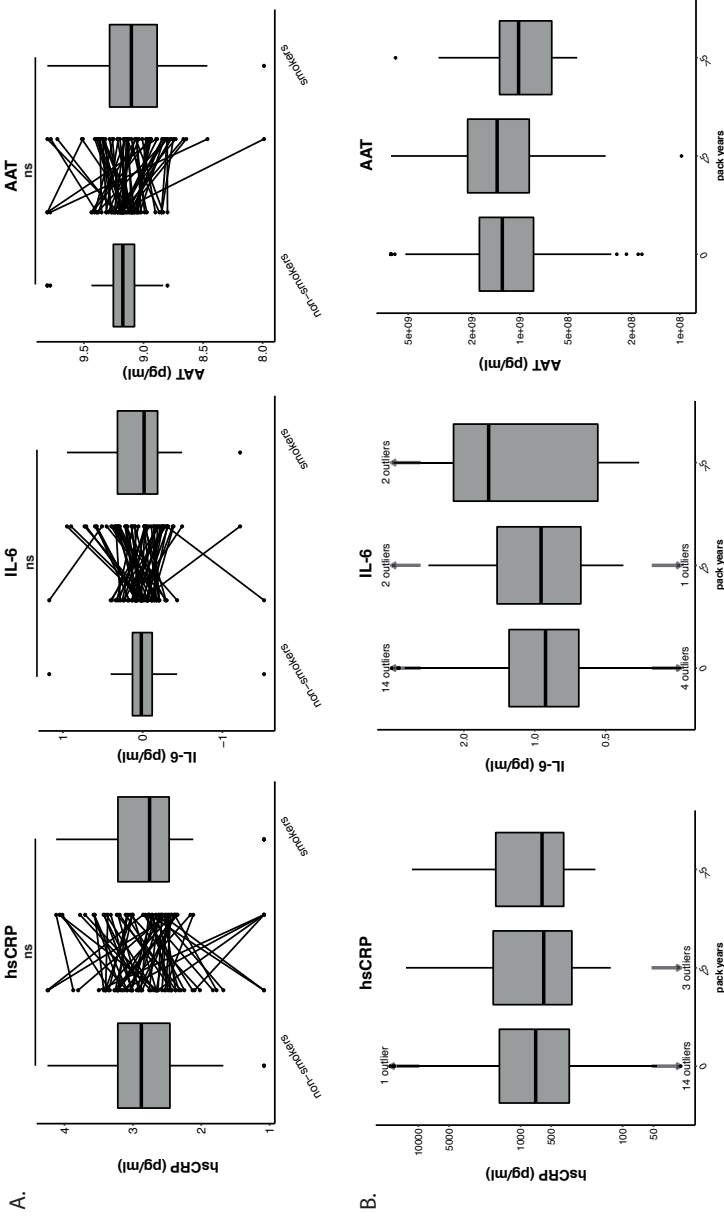 A.
hsCRP
ns
hsCRP (pg/ml)
4
3
2
1
non−smokers
smokers
IL-6
ns
IL-6 (pg/ml)
1
0
−1
non−smokers
smokers
AAT
ns
AAT (pg/ml)
9.5
9.0
8.5
8.0
non−smokers
smokers
B.
hsCRP
hsCRP (pg/ml)
10000
5000
1000
500
100
50
1 outlier
14 outliers
3 outliers
0
pack years
IL-6
IL-6 (pg/ml)
2.0
1.0
0.5
14 outliers
2 outliers
2 outliers
4 outliers
1 outliers
0
pack years
AAT
AAT (pg/ml)
5e+09
2e+09
1e+09
5e+08
2e+08
1e+08
0
pack years